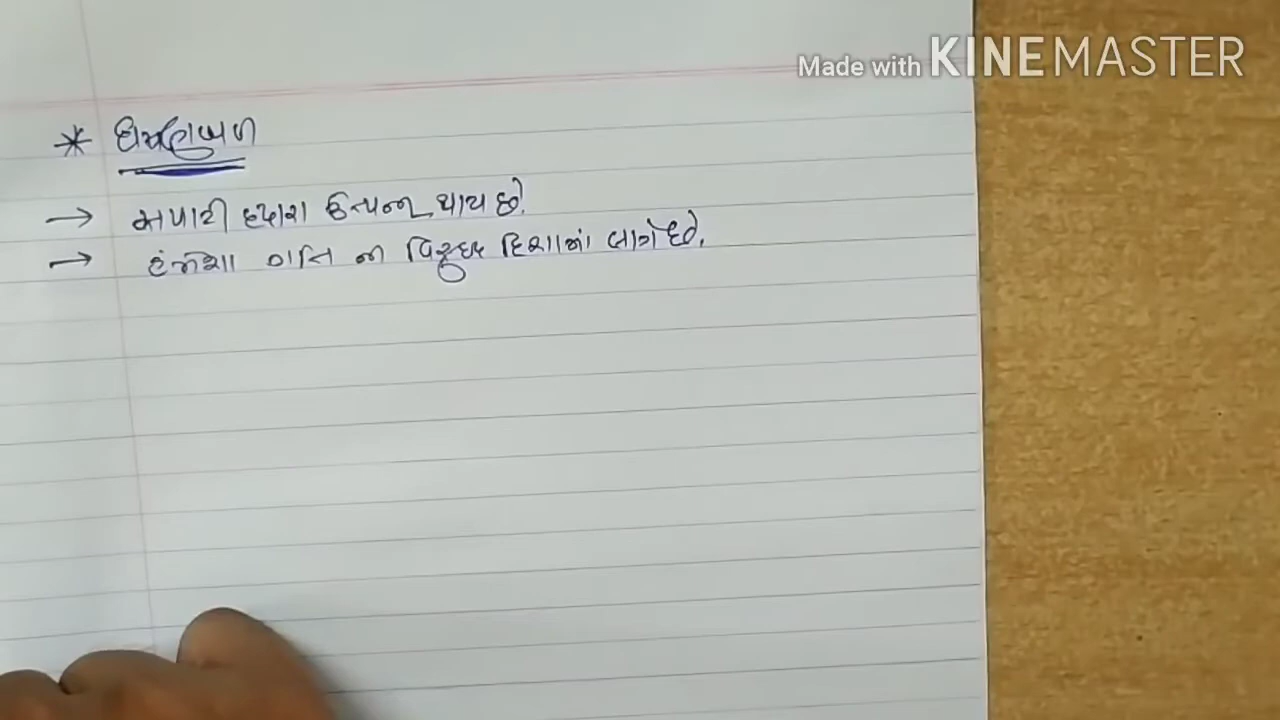 Made with KINEMASTER
* ઘર્ષણબળ
→ સપાટી દ્વારા ઉત્પન્ન થાય છે.
→ હંમેશા ગતિ ની વિરુદ્ધ દિશામાં લાગે છે.